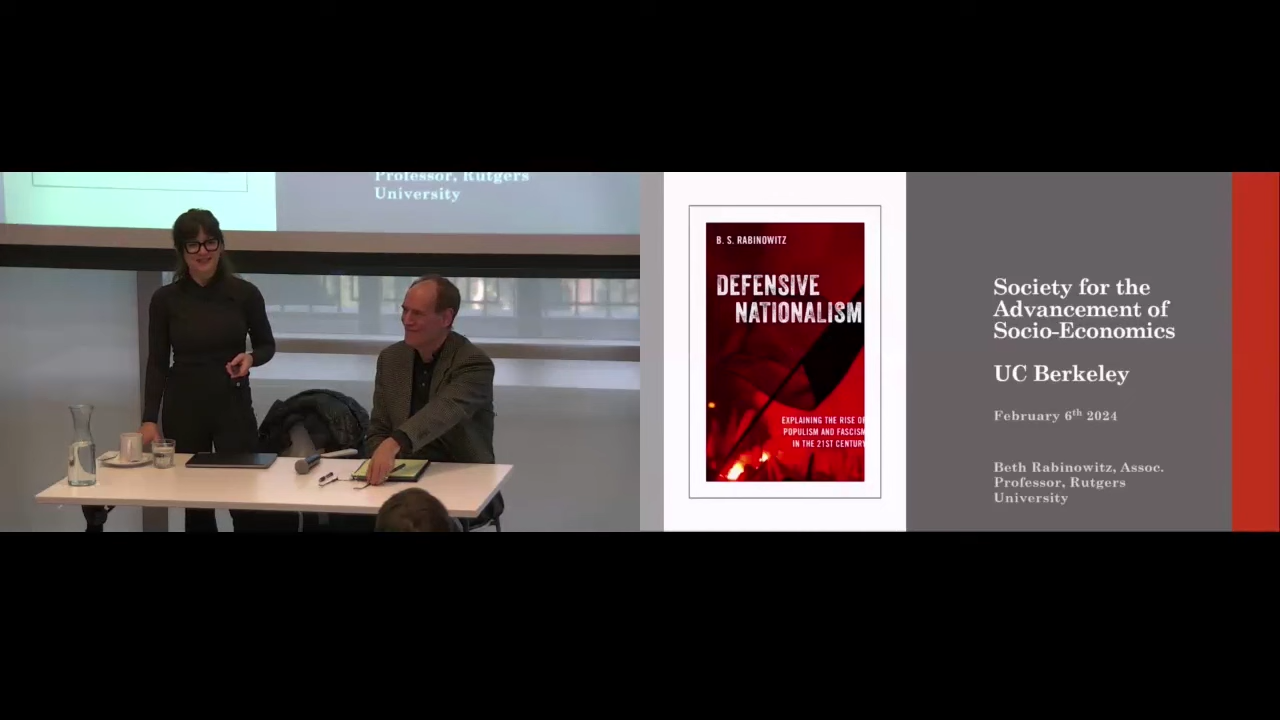 Professor, Rutgers
University
B. S. RABINOWITZ
DEFENSIVE
NATIONALISM
EXPLAINING THE RISE OF
POPULISM AND FASCISM
IN THE 21ST CENTURY
Society for the
Advancement of
Socio-Economics
UC Berkeley
February 6th 2024
Beth Rabinowitz, Assoc.
Professor, Rutgers
University